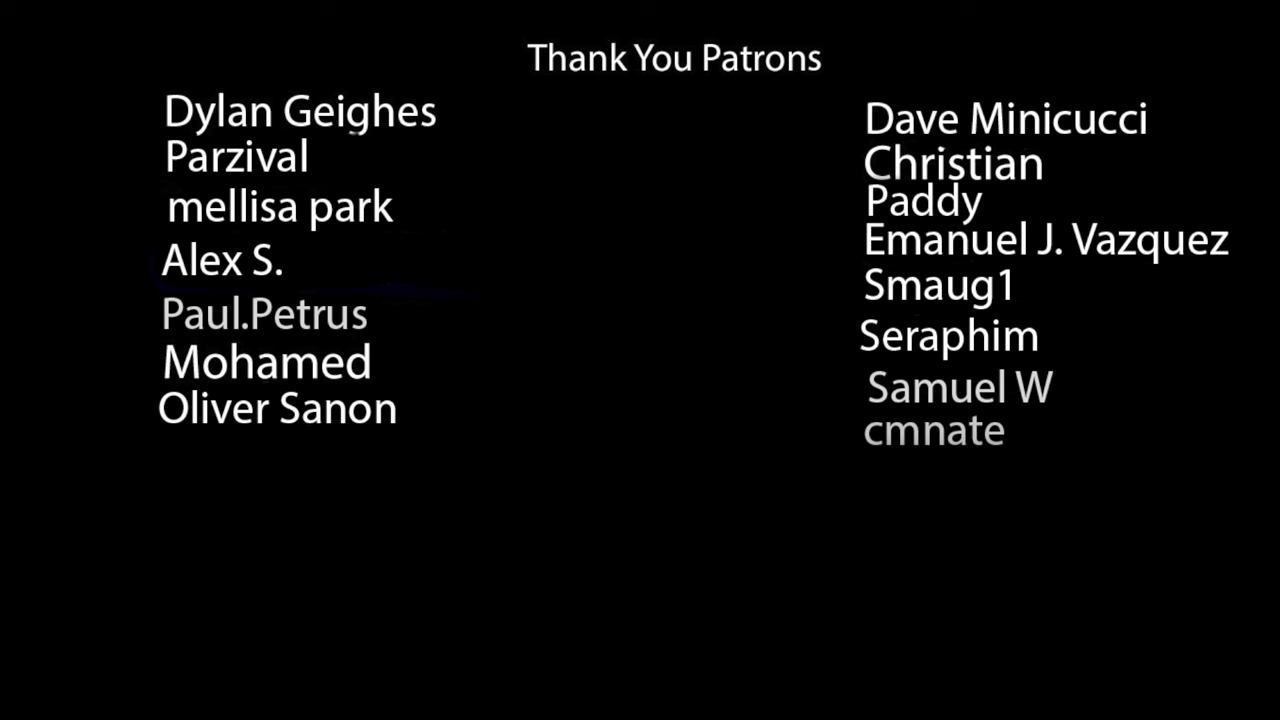 Thank You Patrons
Dylan Geighes
Parzival
mellisa park
Alex S.
Paul.Petrus
Mohamed
Oliver Sanon
Dave Minicucci
Christian
Paddy
Emanuel J. Vazquez
Smaug1
Seraphim
Samuel W
cmnate